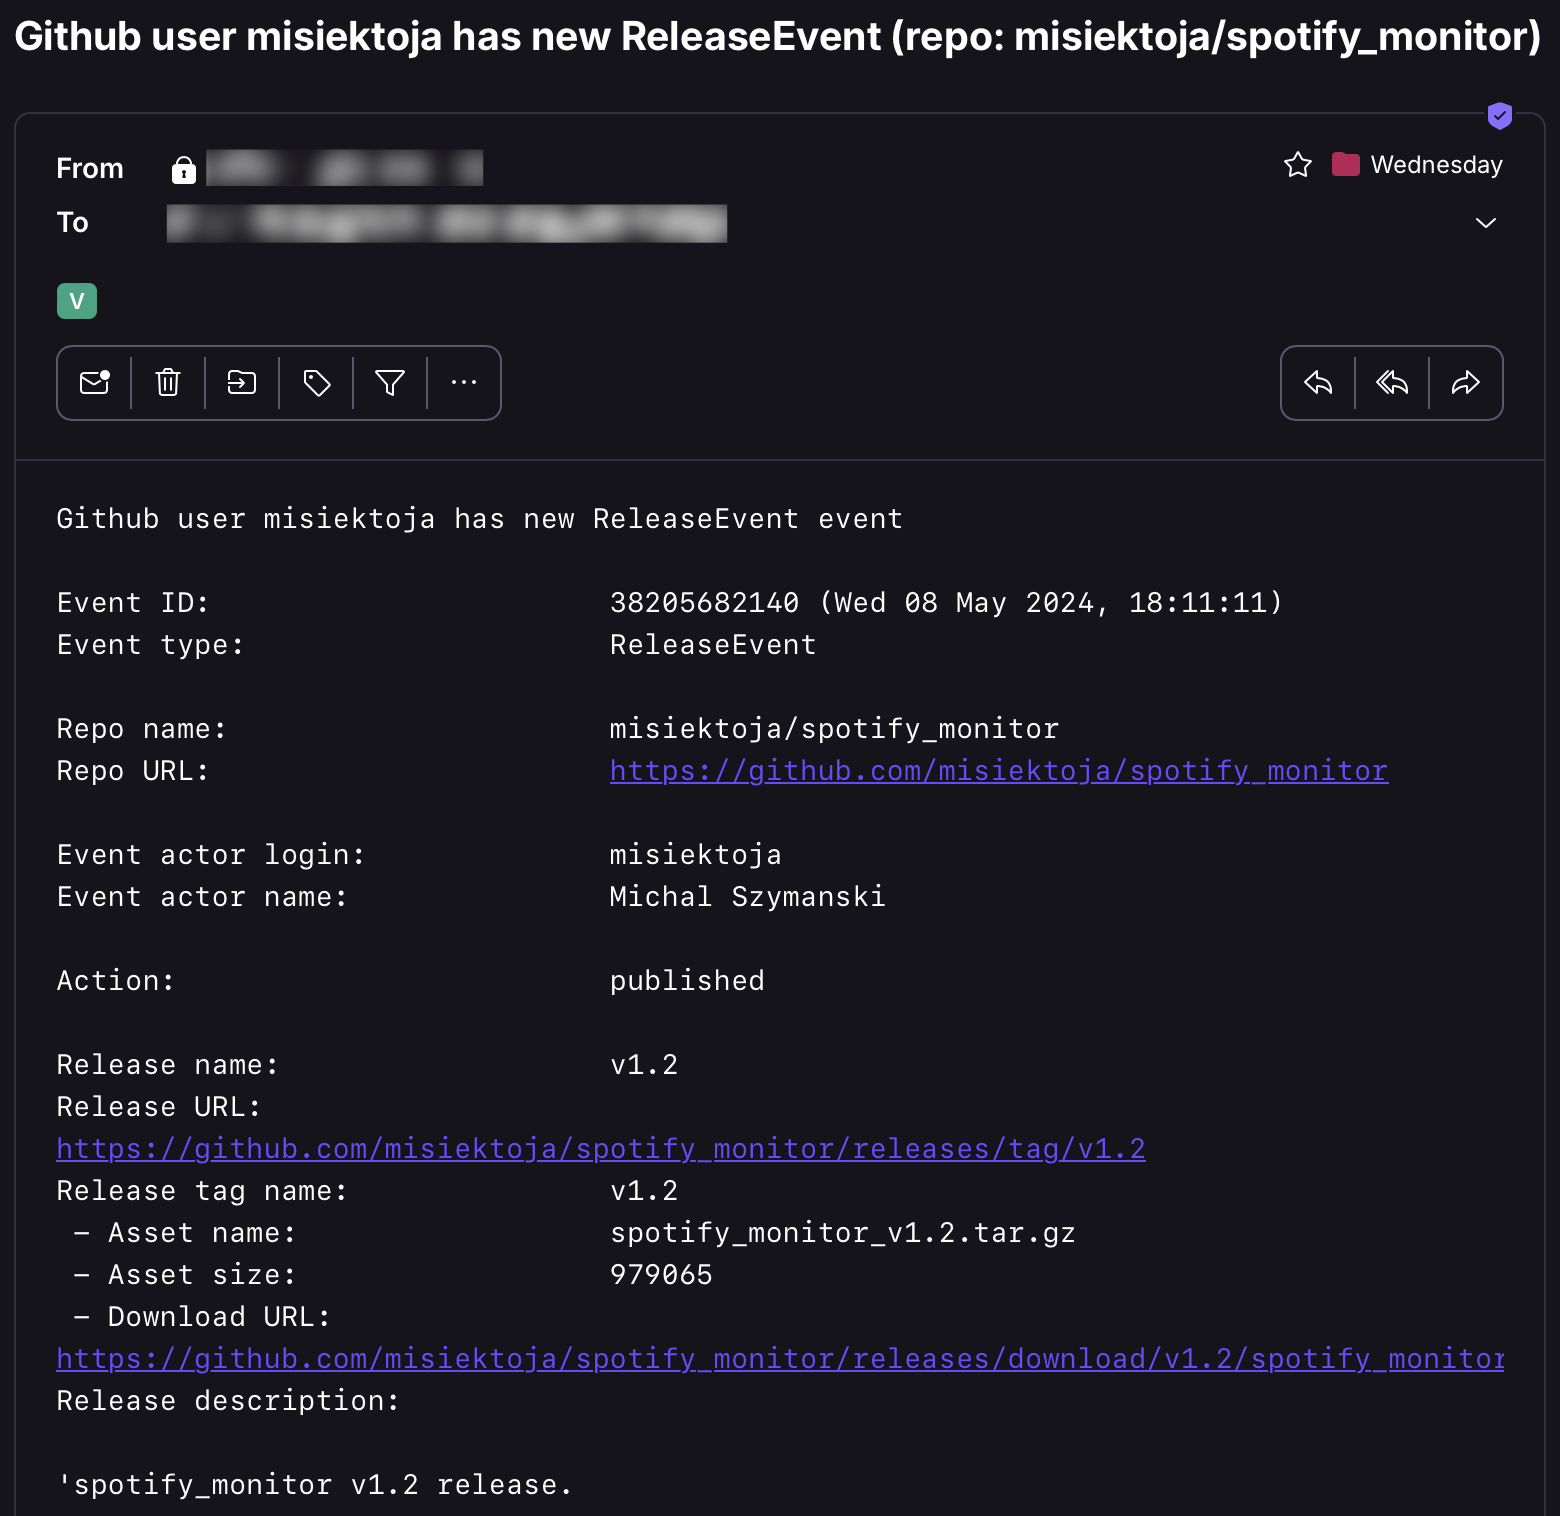 Github user misiektoja has new ReleaseEvent (repo: misiektoja/spotify_monitor)
From
Wednesday
To
V
Github user misiektoja has new ReleaseEvent event
Event ID: 38205682140 (Wed 08 May 2024, 18:11:11)
Event type: ReleaseEvent
Repo name: misiektoja/spotify_monitor
Repo URL: https://github.com/misiektoja/spotify_monitor
Event actor login: misiektoja
Event actor name: Michal Szymanski
Action: published
Release name: v1.2
Release URL:
https://github.com/misiektoja/spotify_monitor/releases/tag/v1.2
Release tag name: v1.2
- Asset name: spotify_monitor_v1.2.tar.gz
- Asset size: 979065
- Download URL:
https://github.com/misiektoja/spotify_monitor/releases/download/v1.2/spotify_monitor
Release description:
'spotify_monitor v1.2 release.